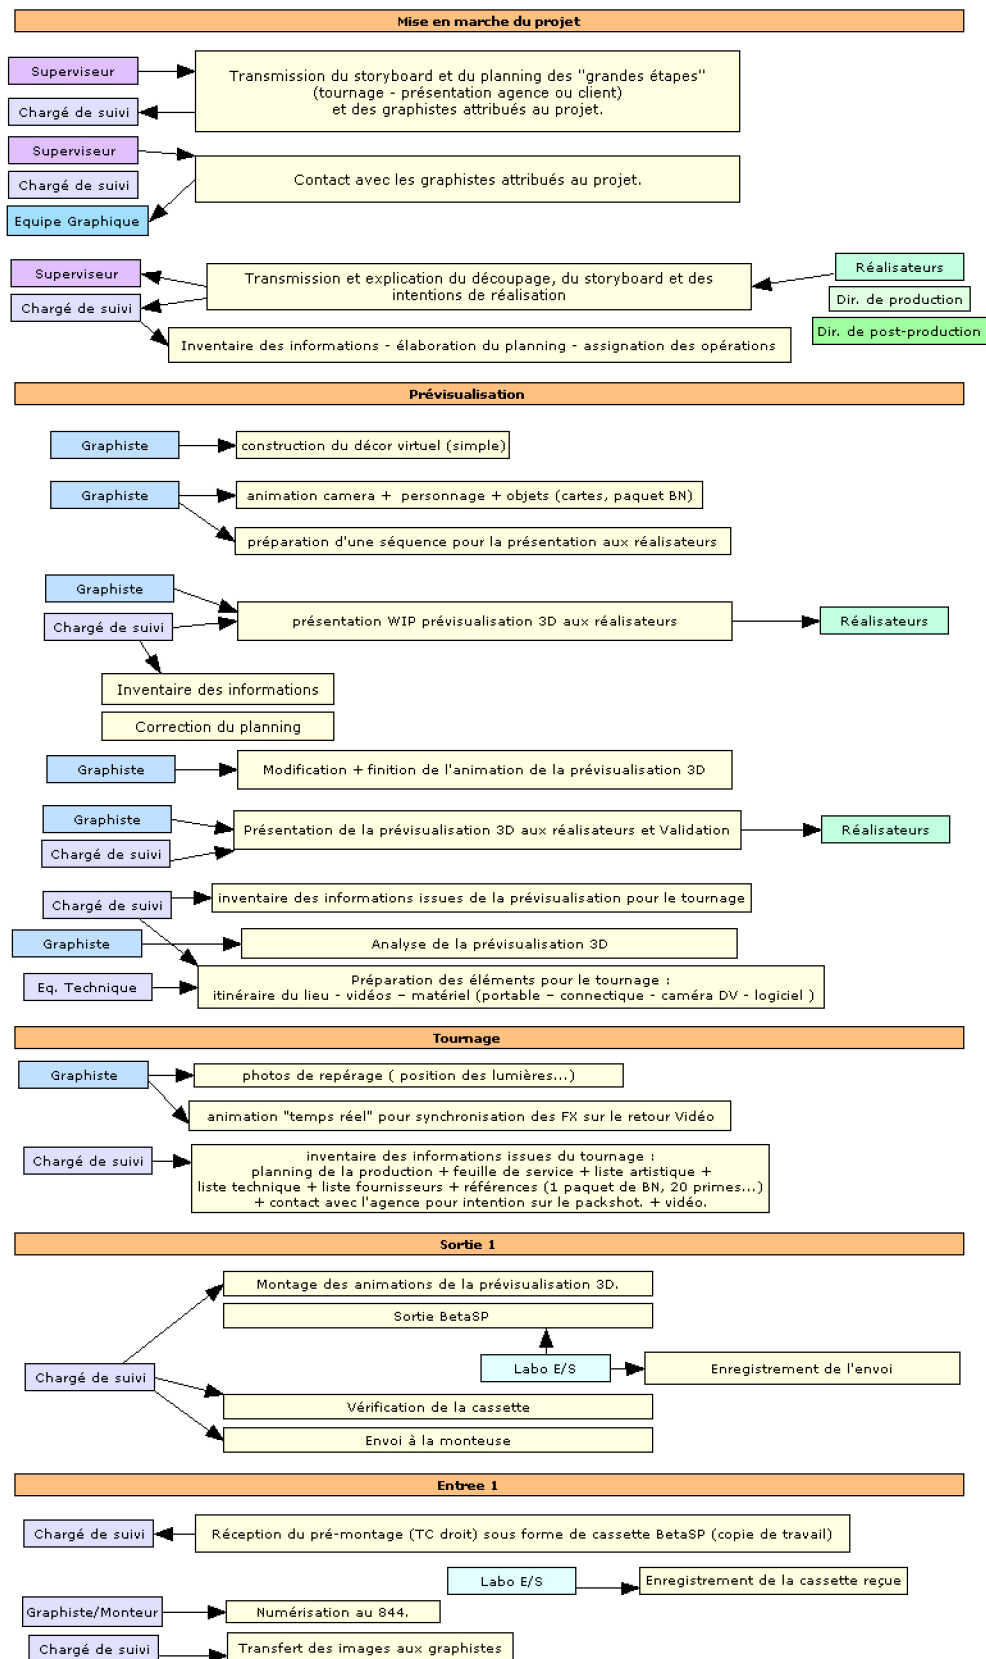 Mise en marche du projet
Superviseur
Transmission du storyboard et du planning des "grandes étapes"
(tournage - présentation agence ou client)
et des graphistes attribués au projet.
Chargé de suivi
Superviseur
Contact avec les graphistes attribués au projet.
Chargé de suivi
Equipe Graphique
Superviseur
Chargé de suivi
Transmission et explication du découpage, du storyboard et des
intentions de réalisation
Réalisateurs
Dir. de production
Dir. de post-production
Inventaire des informations - élaboration du planning - assignation des opérations
Prévisualisation
Graphiste
construction du décor virtuel (simple)
Graphiste
animation camera + personnage + objets (cartes, paquet BN)
préparation d'une séquence pour la présentation aux réalisateurs
Graphiste
Chargé de suivi
présentation WIP prévisualisation 3D aux réalisateurs
Réalisateurs
Inventaire des informations
Correction du planning
Graphiste
Modification + finition de l'animation de la prévisualisation 3D
Graphiste
Chargé de suivi
Présentation de la prévisualisation 3D aux réalisateurs et Validation
Réalisateurs
Chargé de suivi
inventaire des informations issues de la prévisualisation pour le tournage
Graphiste
Analyse de la prévisualisation 3D
Eq. Technique
Préparation des éléments pour le tournage :
itinéraire du lieu - vidéos – matériel (portable – connectique - caméra DV - logiciel )
Tournage
Graphiste
photos de repérage ( position des lumières...)
animation "temps réel" pour synchronisation des FX sur le retour Vidéo
Chargé de suivi
inventaire des informations issues du tournage :
planning de la production + feuille de service + liste artistique +
liste technique + liste fournisseurs + références (1 paquet de BN, 20 primes...)
+ contact avec l'agence pour intention sur le packshot. + vidéo.
Sortie 1
Montage des animations de la prévisualisation 3D.
Sortie BetaSP
Chargé de suivi
Labo E/S
Enregistrement de l'envoi
Vérification de la cassette
Envoi à la monteuse
Entree 1
Chargé de suivi
Réception du pré-montage (TC droit) sous forme de cassette BetaSP (copie de travail)
Labo E/S
Enregistrement de la cassette reçue
Graphiste/Monteur
Numérisation au 844.
Chargé de suivi
Transfert des images aux graphistes